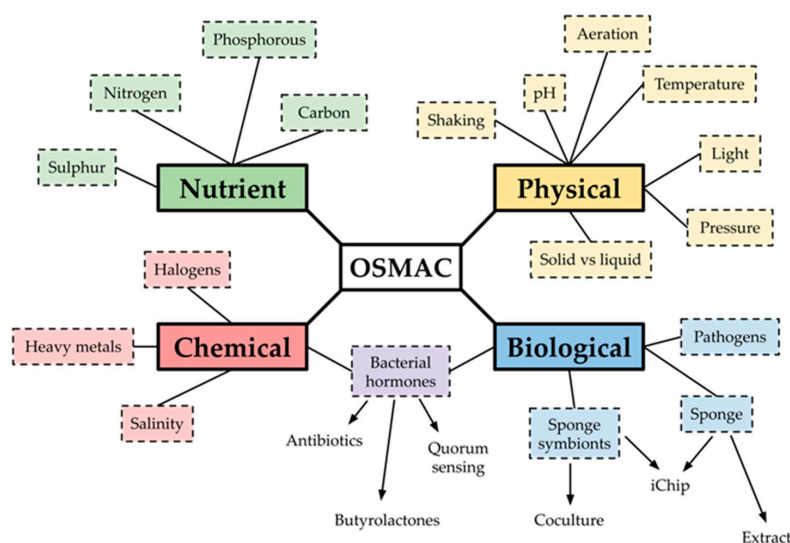 Phosphorous
Aeration
Nitrogen
pH
Temperature
Carbon
Shaking
Sulphur
Light
Nutrient
Physical
Pressure
Solid vs liquid
OSMAC
Halogens
Heavy metals
Chemical
Bacterial
hormones
Biological
Pathogens
Salinity
Sponge
symbionts
Sponge
Antibiotics
Quorum
sensing
iChip
Butyrolactones
Coculture
Extract